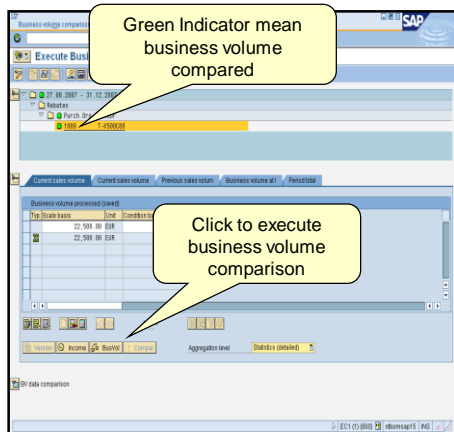 Business volume comparison
SAP
Green Indicator mean
business volume
compared
Execute Busi
27.08.2007 - 31.12.2007
Rebates
Purch.Or
1000 T-K500C00
Current sales volume Current sales volume Previous sales volum Business volume at l Period total
Business volume processed (saved)
Typ Scale basis Unit Condition ba
22,500.00 EUR
22,500.00 EUR
Click to execute
business volume
comparison
Version Income BusVol Compar Aggregation level Statistics (detailed)
BV data comparison
EC1 (1) (800) INS